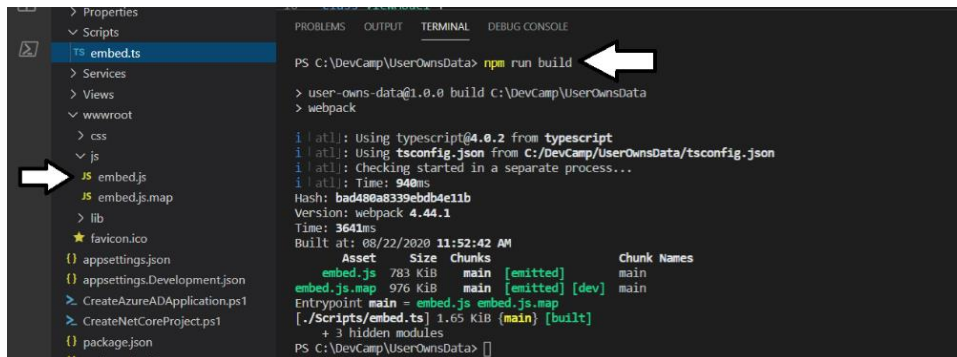 Properties
Scripts
TS embed.ts
Services
Views
wwwroot
css
js
JS embed.js
JS embed.js.map
lib
favicon.ico
{} appsettings.json
{} appsettings.Development.json
CreateAzureADApplication.ps1
CreateNetCoreProject.ps1
{} package.json
PROBLEMS OUTPUT TERMINAL DEBUG CONSOLE
PS C:\DevCamp\UserOwnsData> npm run build
> user-owns-data@1.0.0 build C:\DevCamp\UserOwnsData
> webpack
i ｢atl｣: Using typescript@4.0.2 from typescript
i ｢atl｣: Using tsconfig.json from C:/DevCamp/UserOwnsData/tsconfig.json
i ｢atl｣: Checking started in a separate process...
i ｢atl｣: Time: 940ms
Hash: bad480a8339ebdb4e11b
Version: webpack 4.44.1
Time: 3641ms
Built at: 08/22/2020 11:52:42 AM
Asset Size Chunks Chunk Names
embed.js 783 KiB main [emitted] main
embed.js.map 976 KiB main [emitted] [dev] main
Entrypoint main = embed.js embed.js.map
[./Scripts/embed.ts] 1.65 KiB {main} [built]
+ 3 hidden modules
PS C:\DevCamp\UserOwnsData>